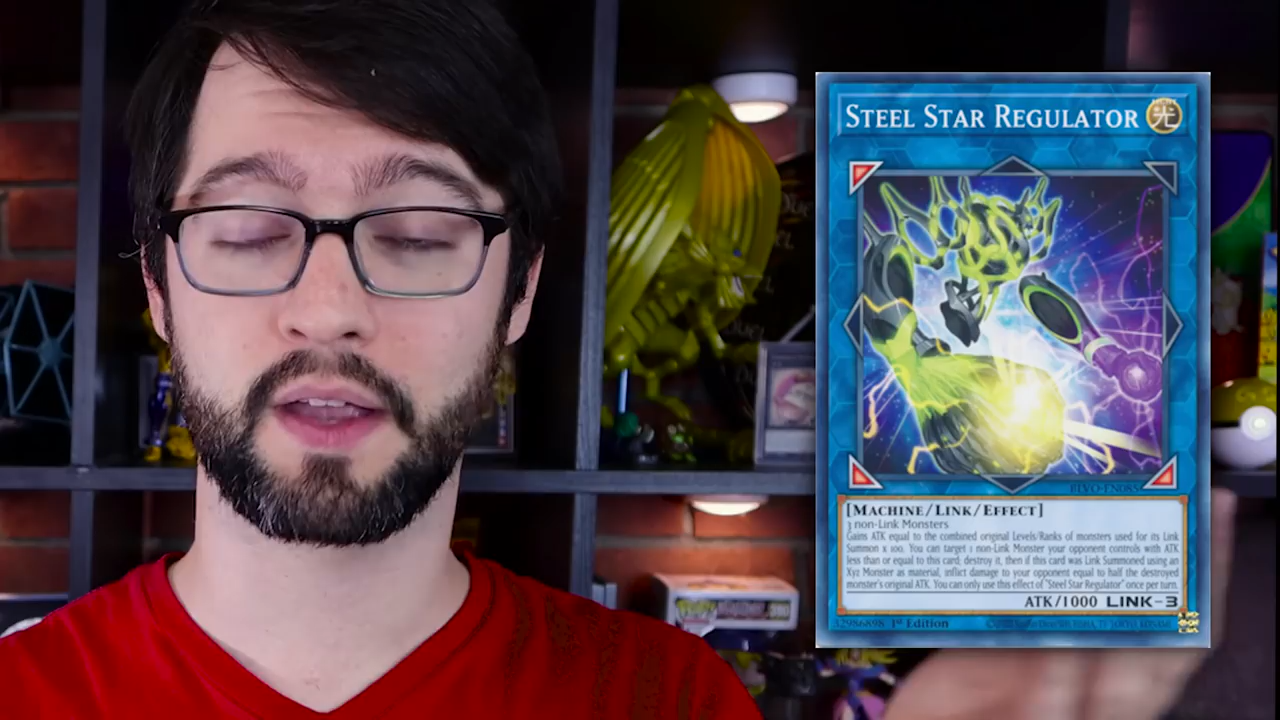 STEEL STAR REGULATOR
BLVO-EN085
[MACHINE/LINK/EFFECT]
3 non-Link Monsters
Gains ATK equal to the combined original Levels/Ranks of monsters used for its Link
Summon x 100. You can target 1 non-Link Monster your opponent controls with ATK
less than or equal to this card; destroy it, then if this card was Link Summoned using an
Xyz Monster as material, inflict damage to your opponent equal to half the destroyed
monster's original ATK. You can only use this effect of "Steel Star Regulator" once per turn.
ATK/1000 LINK-3
32986898 1st Edition